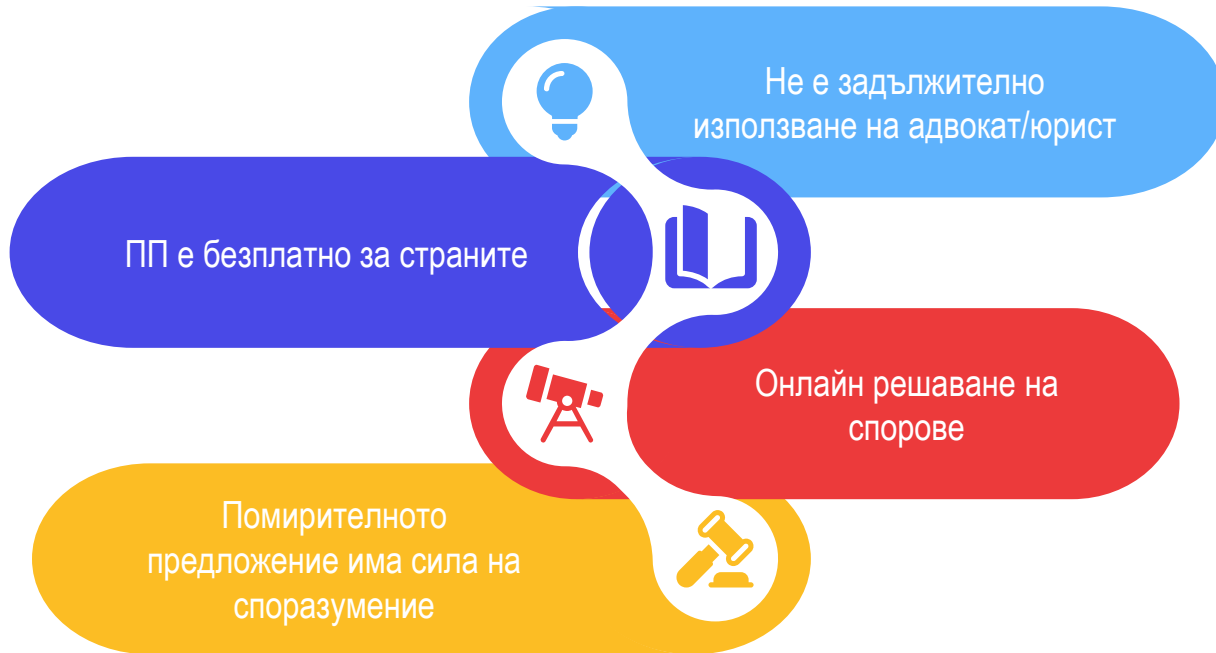 Не е задължително
използване на адвокат/юрист
ПП е безплатно за страните
Онлайн решаване на
спорове
Помирителното
предложение има сила на
споразумение